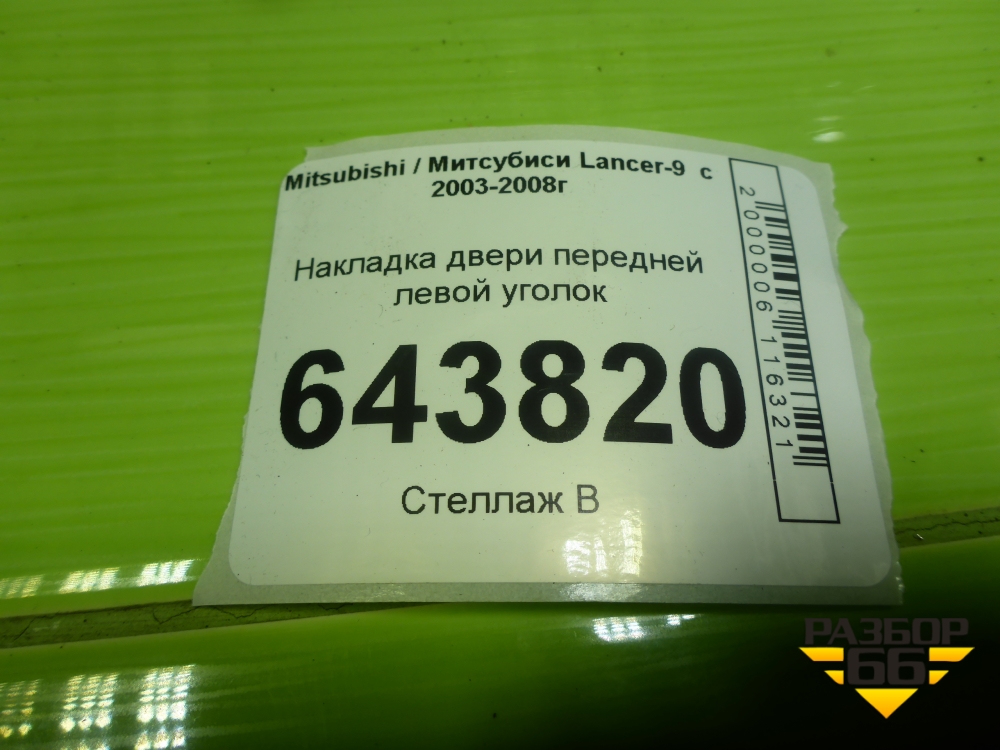 Mitsubishi / Митсубиси Lancer-9 с
2003-2008г
Накладка двери передней
левой уголок
643820
Стеллаж В
2000006116321
РАЗБОР
66